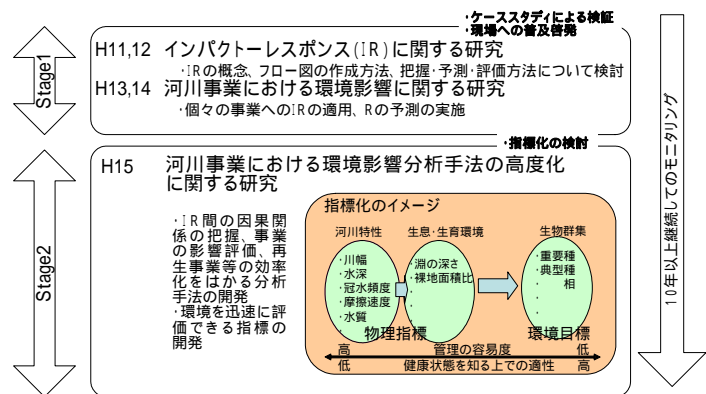 ・ケーススタディによる検証
・現場への普及啓発
Stage1
H11,12 インパクトーレスポンス(IR)に関する研究
・IRの概念、フロー図の作成方法、把握・予測・評価方法について検討
H13,14 河川事業における環境影響に関する研究
・個々の事業へのIRの適用、Rの予測の実施
・指標化の検討
Stage2
H15 河川事業における環境影響分析手法の高度化
に関する研究
・IR間の因果関
係の把握、事業
の影響評価、再
生事業等の効率
化をはかる分析
手法の開発
・環境を迅速に評
価できる指標の
開発
指標化のイメージ
河川特性
・川幅
・水深
・冠水頻度
・摩擦速度
・水質
・
生息・生育環境
・淵の深さ
・裸地面積比
・
・
生物群集
・重要種
・典型種
・ 相
・
・
物理指標
環境目標
高 管理の容易度 低
低 健康状態を知る上での適性 高
10年以上継続してのモニタリング